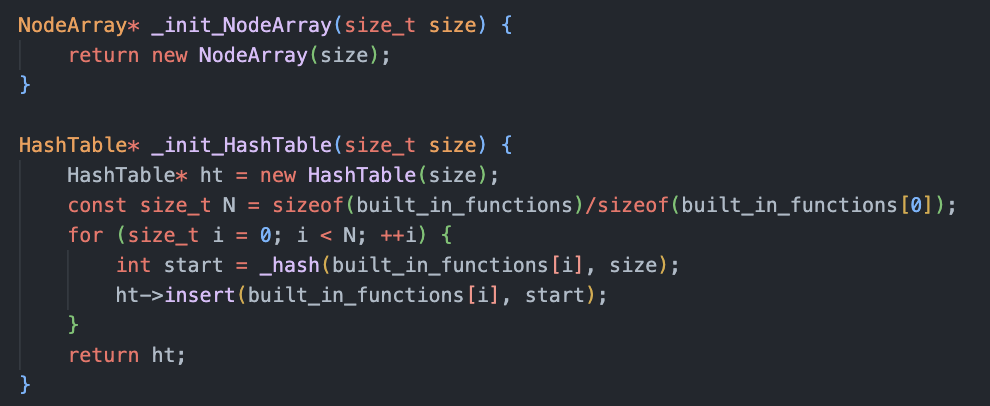 NodeArray* _init_NodeArray(size_t size) {
    return new NodeArray(size);
}

HashTable* _init_HashTable(size_t size) {
    HashTable* ht = new HashTable(size);
    const size_t N = sizeof(built_in_functions)/sizeof(built_in_functions[0]);
    for (size_t i = 0; i < N; ++i) {
        int start = _hash(built_in_functions[i], size);
        ht->insert(built_in_functions[i], start);
    }
    return ht;
}